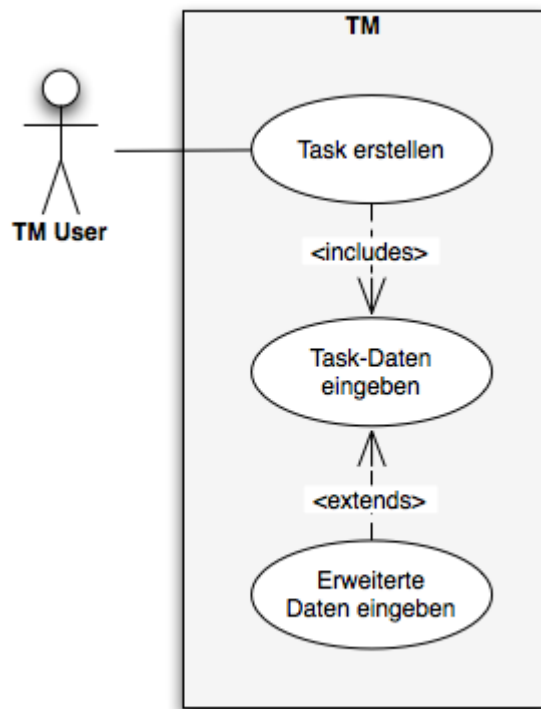 TM
Task erstellen
TM User
<includes>
Task-Daten
eingeben
<extends>
Erweiterte
Daten eingeben